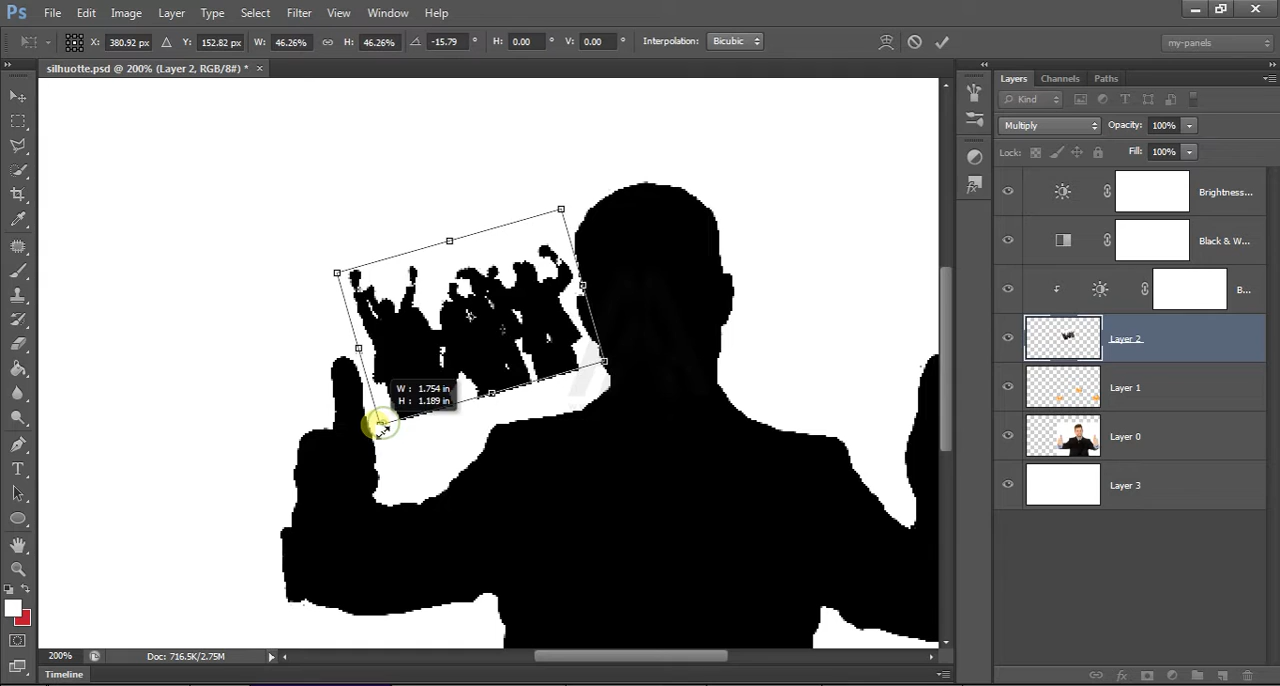 Ps File Edit Image Layer Type Select Filter View Window Help
X: 380.92 px Y: 152.82 px W: 46.26% H: 46.26% -15.79 ° H: 0.00 ° V: 0.00 ° Interpolation: Bicubic my-panels
silhuotte.psd @ 200% (Layer 2, RGB/8#) * ×
Layers Channels Paths
Kind
Multiply Opacity: 100%
Lock: Fill: 100%
Brightness...
Black & W...
B...
Layer 2
Layer 1
Layer 0
Layer 3
W : 1.754 in
H : 1.189 in
200% Doc: 716.5K/2.75M
Timeline